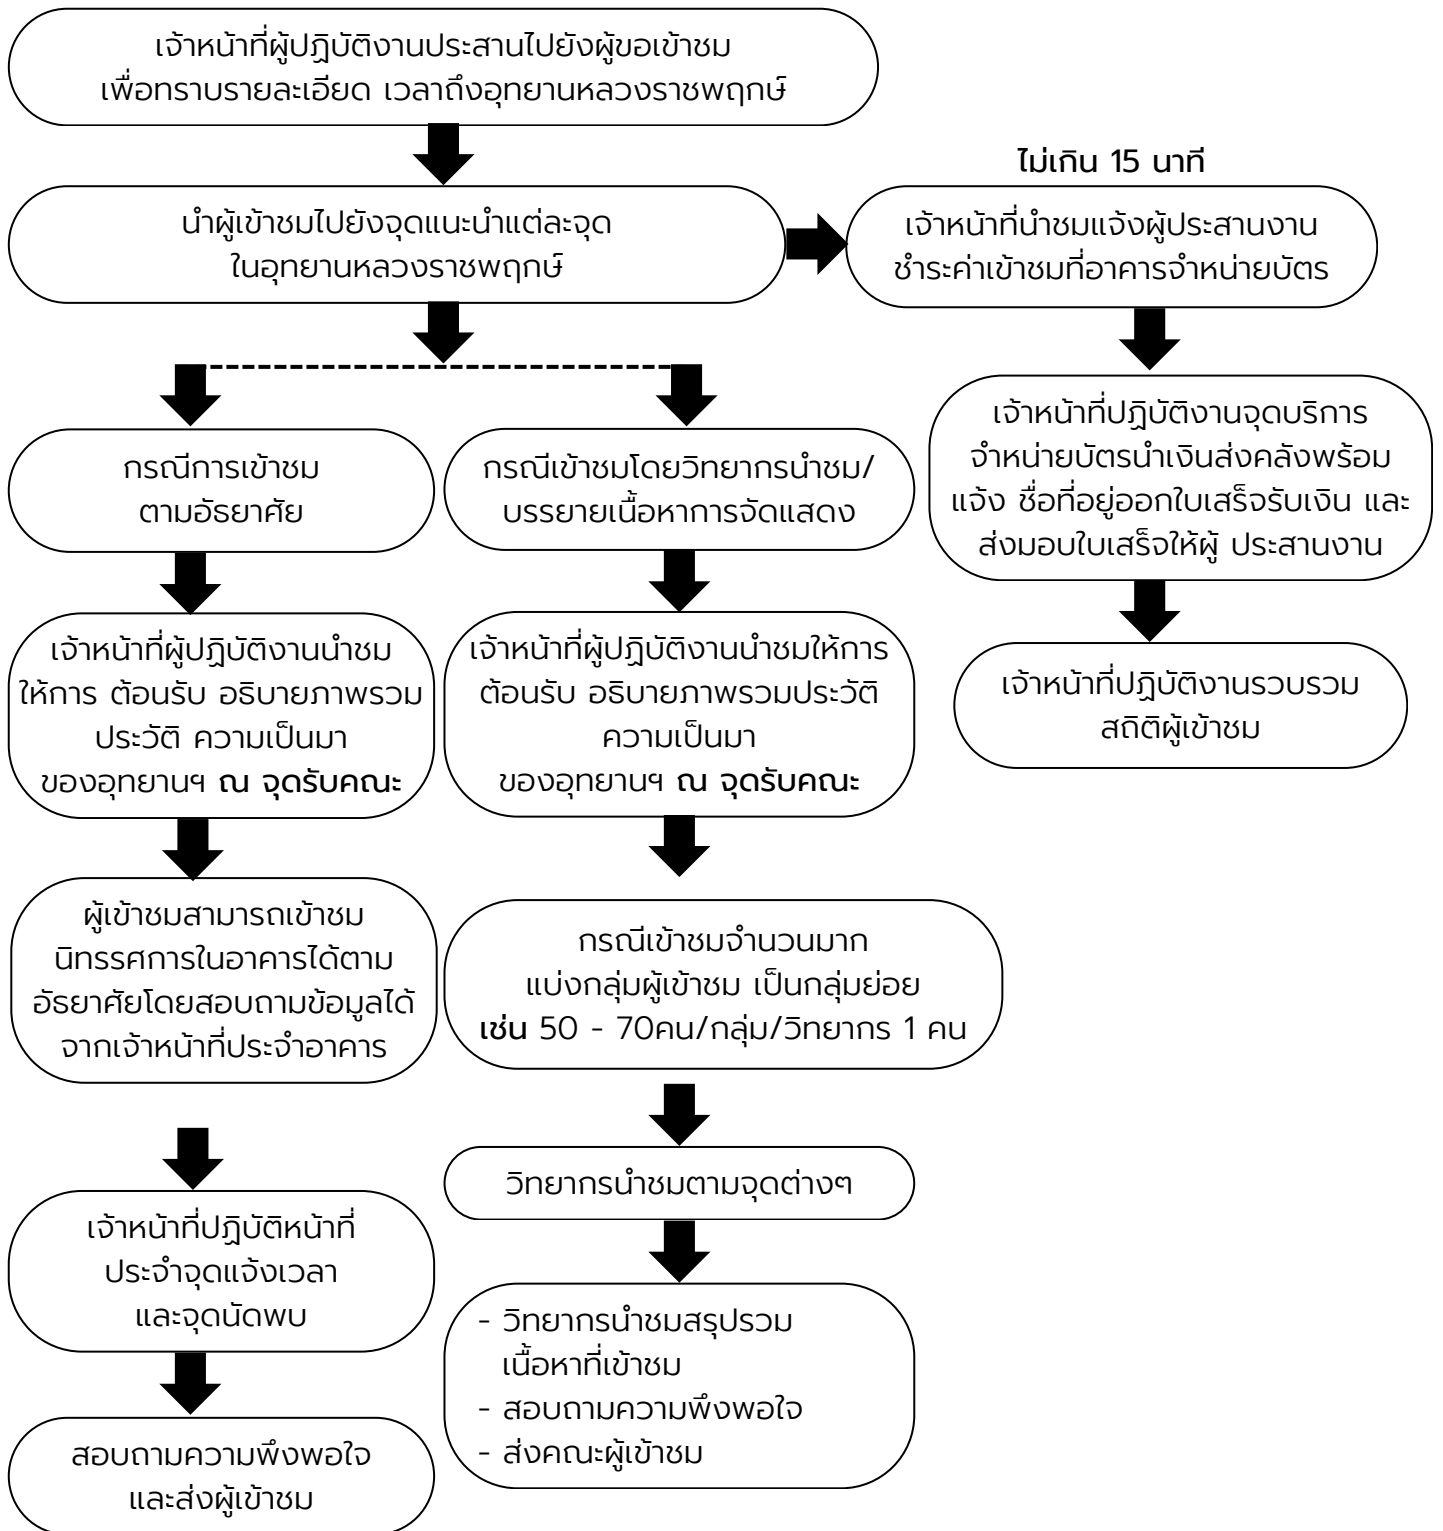 เจ้าหน้าที่ผู้ปฏิบัติงานประสานไปยังผู้ขอเข้าชม
เพื่อทราบรายละเอียด เวลาถึงอุทยานหลวงราชพฤกษ์
นำผู้เข้าชมไปยังจุดแนะนำแต่ละจุด
ในอุทยานหลวงราชพฤกษ์
ไม่เกิน 15 นาที
เจ้าหน้าที่นำชมแจ้งผู้ประสานงาน
ชำระค่าเข้าชมที่อาคารจำหน่ายบัตร
เจ้าหน้าที่ปฏิบัติงานจุดบริการ
จำหน่ายบัตรนำเงินส่งคลังพร้อม
แจ้ง ชื่อที่อยู่ออกใบเสร็จรับเงิน และ
ส่งมอบใบเสร็จให้ผู้ ประสานงาน
เจ้าหน้าที่ปฏิบัติงานรวบรวม
สถิติผู้เข้าชม
กรณีการเข้าชม
ตามอัธยาศัย
เจ้าหน้าที่ผู้ปฏิบัติงานนำชม
ให้การ ต้อนรับ อธิบายภาพรวม
ประวัติ ความเป็นมา
ของอุทยานฯ ณ จุดรับคณะ
ผู้เข้าชมสามารถเข้าชม
นิทรรศการในอาคารได้ตาม
อัธยาศัยโดยสอบถามข้อมูลได้
จากเจ้าหน้าที่ประจำอาคาร
เจ้าหน้าที่ปฏิบัติหน้าที่
ประจำจุดแจ้งเวลา
และจุดนัดพบ
สอบถามความพึงพอใจ
และส่งผู้เข้าชม
กรณีเข้าชมโดยวิทยากรนำชม/
บรรยายเนื้อหาการจัดแสดง
เจ้าหน้าที่ผู้ปฏิบัติงานนำชมให้การ
ต้อนรับ อธิบายภาพรวมประวัติ
ความเป็นมา
ของอุทยานฯ ณ จุดรับคณะ
กรณีเข้าชมจำนวนมาก
แบ่งกลุ่มผู้เข้าชม เป็นกลุ่มย่อย
เช่น 50 - 70คน/กลุ่ม/วิทยากร 1 คน
วิทยากรนำชมตามจุดต่างๆ
- วิทยากรนำชมสรุปรวม
เนื้อหาที่เข้าชม
- สอบถามความพึงพอใจ
- ส่งคณะผู้เข้าชม